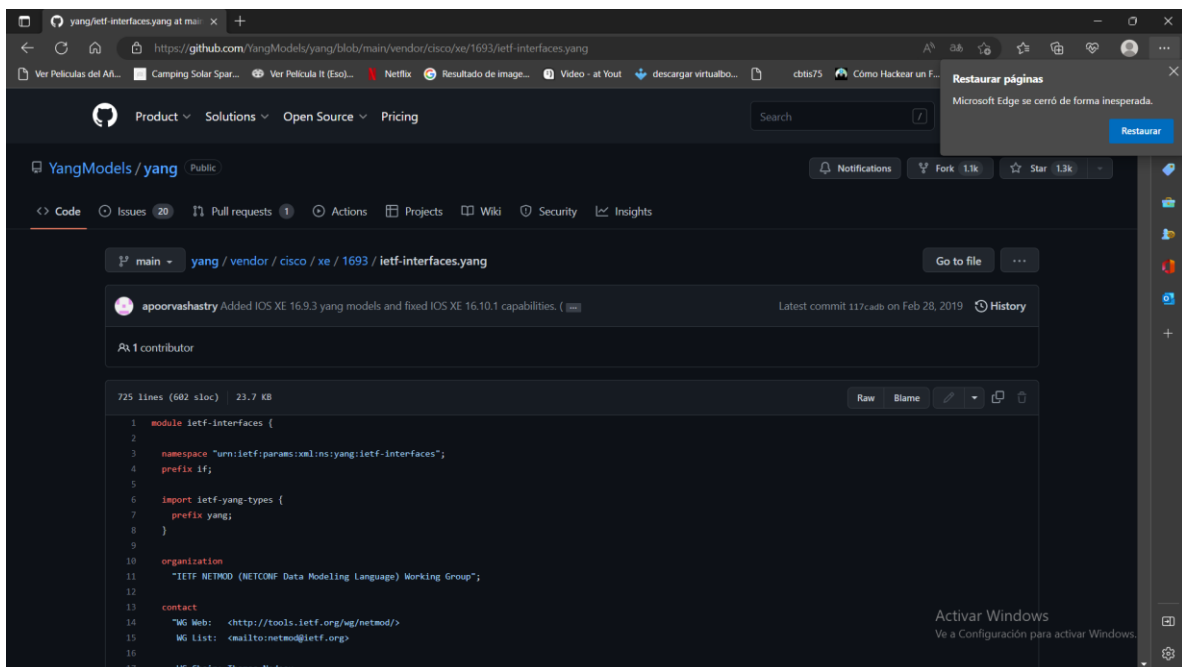 yang/ietf-interfaces.yang at mai
https://github.com/YangModels/yang/blob/main/vendor/cisco/xe/1693/ietf-interfaces.yang
Ver Peliculas del Añ...
Camping Solar Spar...
Ver Película It (Eso)...
Netflix
Resultado de image...
Video - at Yout
descargar virtualbo...
cbtis75
Cómo Hackear un F...
Restaurar páginas
Microsoft Edge se cerró de forma inesperada.
Restaurar
Product
Solutions
Open Source
Pricing
Search
/
YangModels / yang
Public
Notifications
Fork 1.1k
Star 1.3k
<> Code
Issues 20
Pull requests 1
Actions
Projects
Wiki
Security
Insights
main
yang / vendor / cisco / xe / 1693 / ietf-interfaces.yang
Go to file
...
apoorvashastry Added IOS XE 16.9.3 yang models and fixed IOS XE 16.10.1 capabilities. ( ...
Latest commit 117cadb on Feb 28, 2019
History
1 contributor
725 lines (602 sloc) | 23.7 KB
Raw
Blame
1 module ietf-interfaces {
2
3 namespace "urn:ietf:params:xml:ns:yang:ietf-interfaces";
4 prefix if;
5
6 import ietf-yang-types {
7 prefix yang;
8 }
9
10 organization
11 "IETF NETMOD (NETCONF Data Modeling Language) Working Group";
12
13 contact
14 "WG Web: <http://tools.ietf.org/wg/netmod/>
15 WG List: <mailto:netmod@ietf.org>
16
Activar Windows
Ve a Configuración para activar Windows.